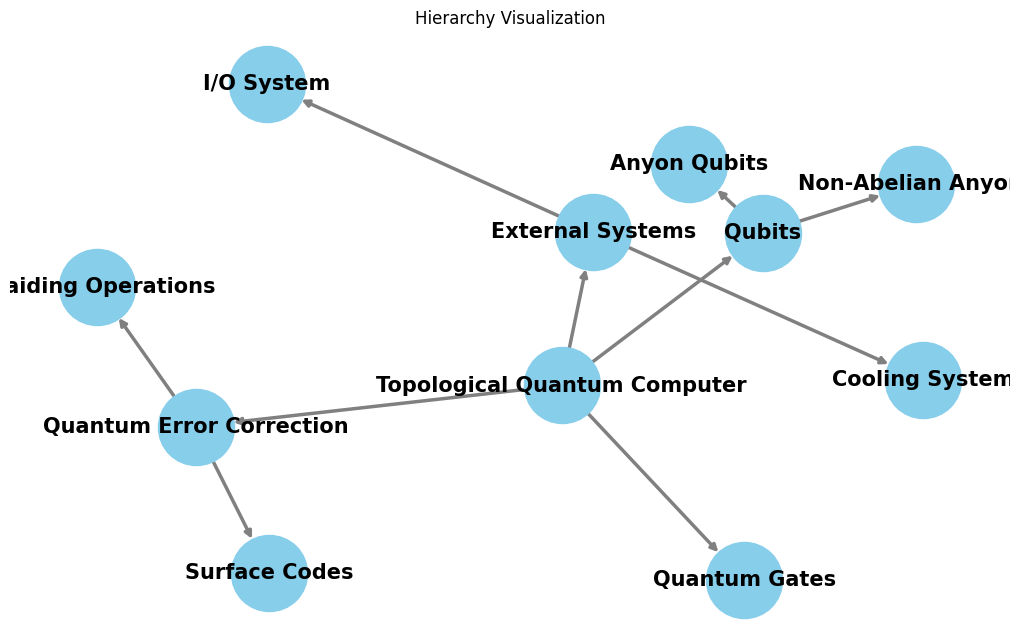 Hierarchy Visualization
I/O System
Anyon Qubits
Non-Abelian Anyon
External Systems
Qubits
aiding Operations
Cooling System
Topological Quantum Computer
Quantum Error Correction
Surface Codes
Quantum Gates